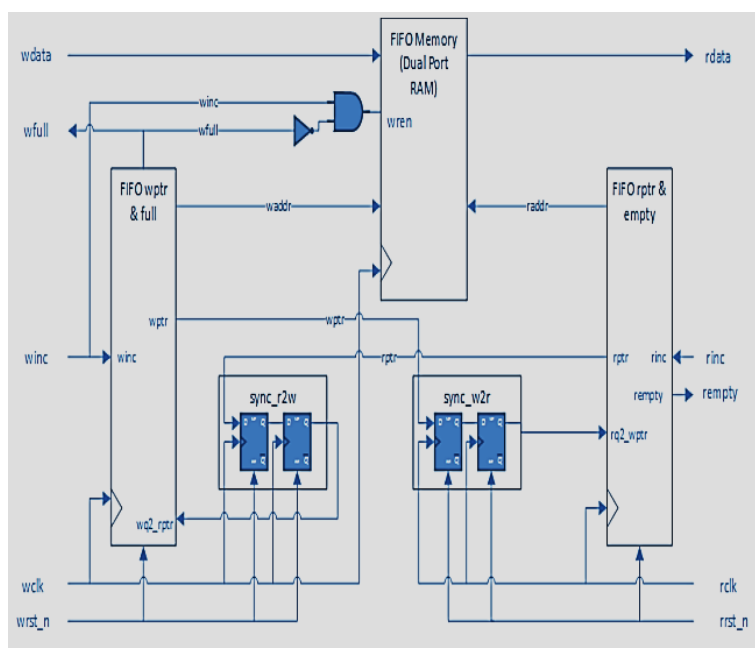 wdata
FIFO Memory
(Dual Port
RAM)
rdata
winc
wren
wfull
wfull
FIFO wptr
& full
FIFO rptr &
empty
waddr
raddr
wptr
wptr
winc
winc
rptr
rptr
rinc
rinc
rempty
rempty
sync_r2w
sync_w2r
rq2_wptr
wq2_rptr
wclk
rclk
wrst_n
rrst_n